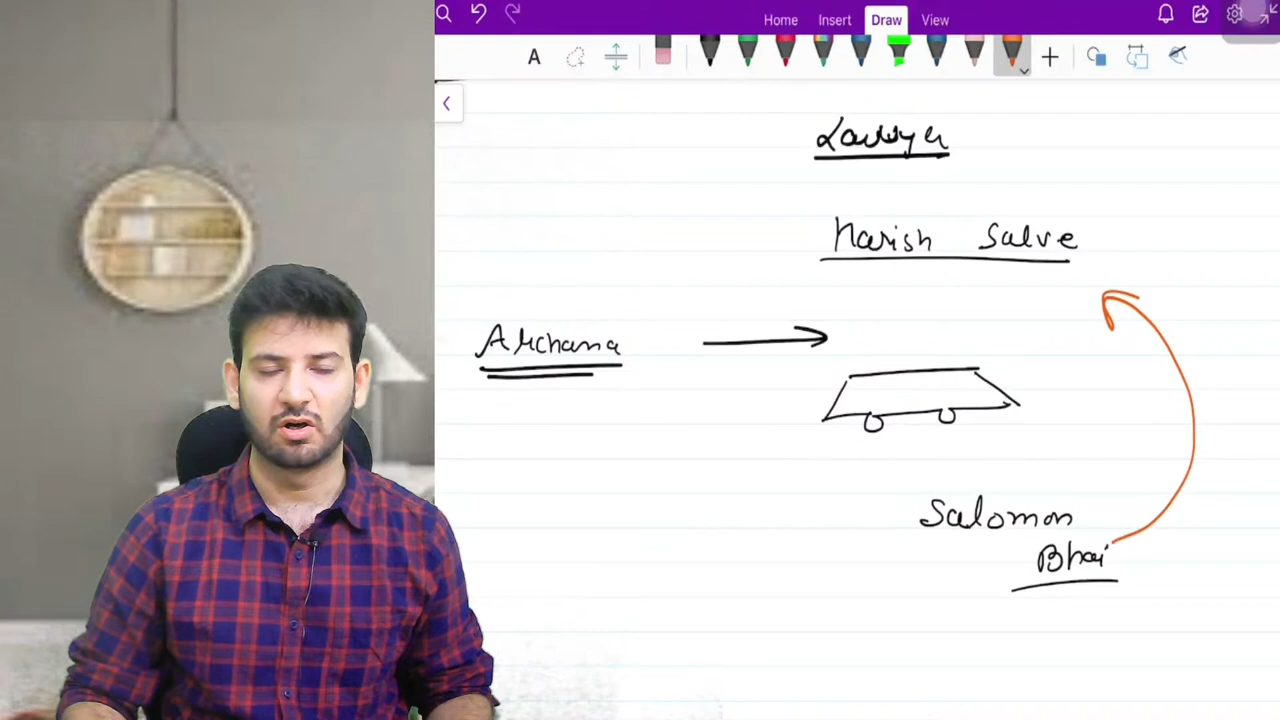 Home Insert Draw View
A
Lawyer
Harish Salve
Archana
Salomon
Bhai